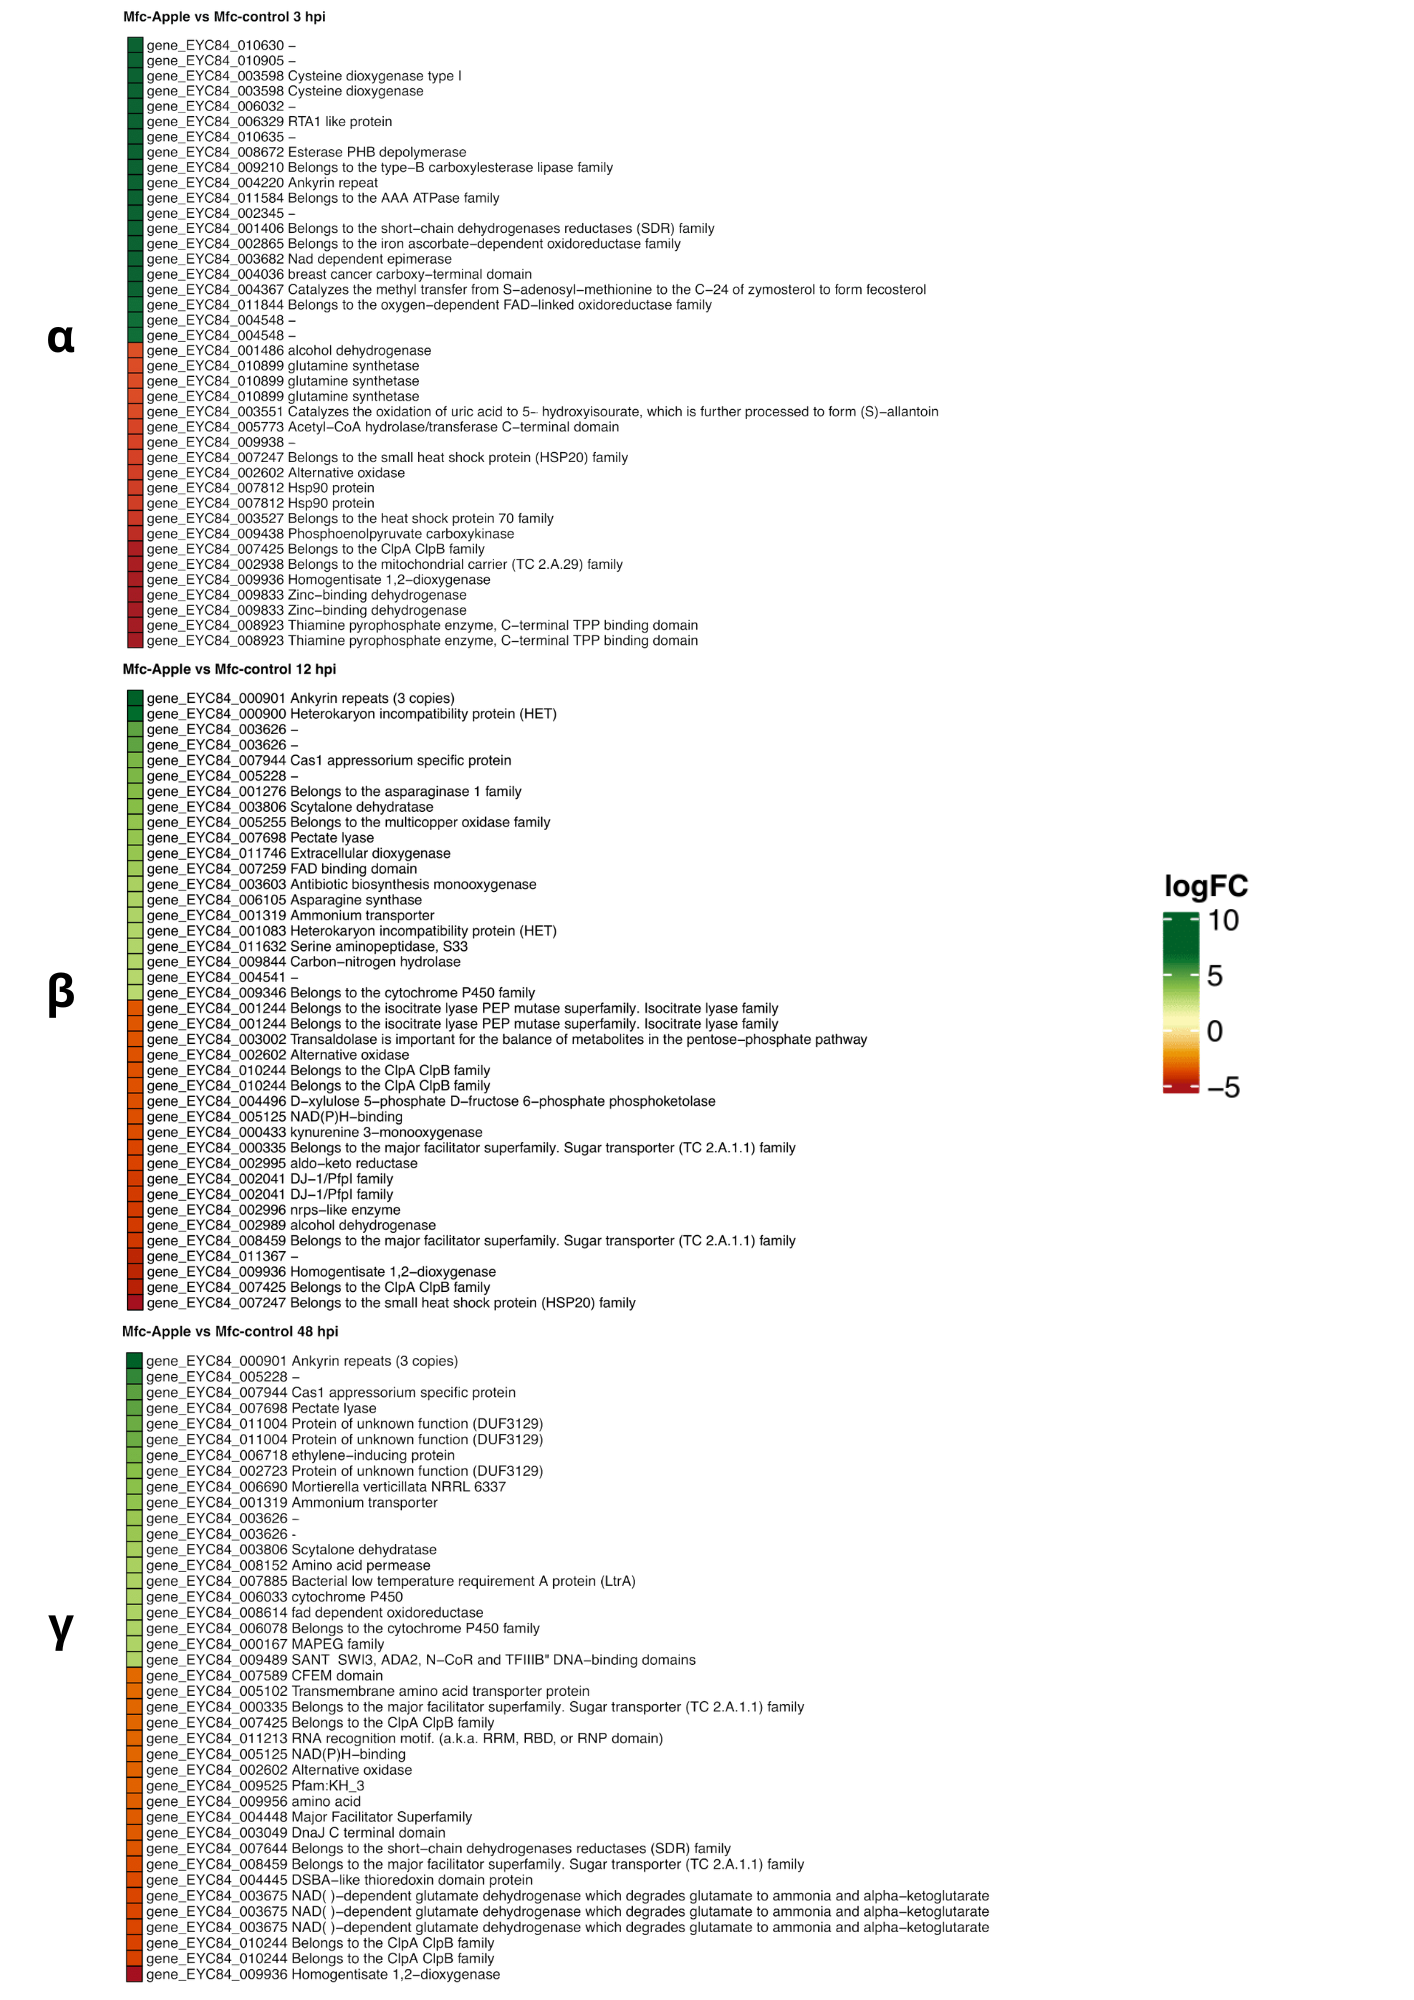 Mfc-Apple vs Mfc-control 3 hpi
gene_EYC84_010630 –
gene_EYC84_010905 –
gene_EYC84_003598 Cysteine dioxygenase type I
gene_EYC84_003598 Cysteine dioxygenase
gene_EYC84_006032 –
gene_EYC84_006329 RTA1 like protein
gene_EYC84_010635 –
gene_EYC84_008672 Esterase PHB depolymerase
gene_EYC84_009210 Belongs to the type–B carboxylesterase lipase family
gene_EYC84_004220 Ankyrin repeat
gene_EYC84_011584 Belongs to the AAA ATPase family
gene_EYC84_002345 –
gene_EYC84_001406 Belongs to the short–chain dehydrogenases reductases (SDR) family
gene_EYC84_002865 Belongs to the iron ascorbate–dependent oxidoreductase family
gene_EYC84_003682 Nad dependent epimerase
gene_EYC84_004036 breast cancer carboxy–terminal domain
gene_EYC84_004367 Catalyzes the methyl transfer from S–adenosyl–methionine to the C–24 of zymosterol to form fecosterol
gene_EYC84_011844 Belongs to the oxygen–dependent FAD–linked oxidoreductase family
gene_EYC84_004548 –
gene_EYC84_004548 –
α
gene_EYC84_001486 alcohol dehydrogenase
gene_EYC84_010899 glutamine synthetase
gene_EYC84_010899 glutamine synthetase
gene_EYC84_010899 glutamine synthetase
gene_EYC84_003551 Catalyzes the oxidation of uric acid to 5– hydroxyisourate, which is further processed to form (S)–allantoin
gene_EYC84_005773 Acetyl–CoA hydrolase/transferase C–terminal domain
gene_EYC84_009938 –
gene_EYC84_007247 Belongs to the small heat shock protein (HSP20) family
gene_EYC84_002602 Alternative oxidase
gene_EYC84_007812 Hsp90 protein
gene_EYC84_007812 Hsp90 protein
gene_EYC84_003527 Belongs to the heat shock protein 70 family
gene_EYC84_009438 Phosphoenolpyruvate carboxykinase
gene_EYC84_007425 Belongs to the ClpA ClpB family
gene_EYC84_002938 Belongs to the mitochondrial carrier (TC 2.A.29) family
gene_EYC84_009936 Homogentisate 1,2–dioxygenase
gene_EYC84_009833 Zinc–binding dehydrogenase
gene_EYC84_009833 Zinc–binding dehydrogenase
gene_EYC84_008923 Thiamine pyrophosphate enzyme, C–terminal TPP binding domain
gene_EYC84_008923 Thiamine pyrophosphate enzyme, C–terminal TPP binding domain
Mfc-Apple vs Mfc-control 12 hpi
gene_EYC84_000901 Ankyrin repeats (3 copies)
gene_EYC84_000900 Heterokaryon incompatibility protein (HET)
gene_EYC84_003626 –
gene_EYC84_003626 –
gene_EYC84_007944 Cas1 appressorium specific protein
gene_EYC84_005228 –
gene_EYC84_001276 Belongs to the asparaginase 1 family
gene_EYC84_003806 Scytalone dehydratase
gene_EYC84_005255 Belongs to the multicopper oxidase family
gene_EYC84_007698 Pectate lyase
gene_EYC84_011746 Extracellular dioxygenase
gene_EYC84_007259 FAD binding domain
gene_EYC84_003603 Antibiotic biosynthesis monooxygenase
gene_EYC84_006105 Asparagine synthase
gene_EYC84_001319 Ammonium transporter
gene_EYC84_001083 Heterokaryon incompatibility protein (HET)
gene_EYC84_011632 Serine aminopeptidase, S33
gene_EYC84_009844 Carbon–nitrogen hydrolase
gene_EYC84_004541 –
gene_EYC84_009346 Belongs to the cytochrome P450 family
β
gene_EYC84_001244 Belongs to the isocitrate lyase PEP mutase superfamily. Isocitrate lyase family
gene_EYC84_001244 Belongs to the isocitrate lyase PEP mutase superfamily. Isocitrate lyase family
gene_EYC84_003002 Transaldolase is important for the balance of metabolites in the pentose–phosphate pathway
gene_EYC84_002602 Alternative oxidase
gene_EYC84_010244 Belongs to the ClpA ClpB family
gene_EYC84_010244 Belongs to the ClpA ClpB family
gene_EYC84_004496 D–xylulose 5–phosphate D–fructose 6–phosphate phosphoketolase
gene_EYC84_005125 NAD(P)H–binding
gene_EYC84_000433 kynurenine 3–monooxygenase
gene_EYC84_000335 Belongs to the major facilitator superfamily. Sugar transporter (TC 2.A.1.1) family
gene_EYC84_002995 aldo–keto reductase
gene_EYC84_002041 DJ–1/PfpI family
gene_EYC84_002041 DJ–1/PfpI family
gene_EYC84_002996 nrps–like enzyme
gene_EYC84_002989 alcohol dehydrogenase
gene_EYC84_008459 Belongs to the major facilitator superfamily. Sugar transporter (TC 2.A.1.1) family
gene_EYC84_011367 –
gene_EYC84_009936 Homogentisate 1,2–dioxygenase
gene_EYC84_007425 Belongs to the ClpA ClpB family
gene_EYC84_007247 Belongs to the small heat shock protein (HSP20) family
logFC
10
5
0
–5
Mfc-Apple vs Mfc-control 48 hpi
gene_EYC84_000901 Ankyrin repeats (3 copies)
gene_EYC84_005228 –
gene_EYC84_007944 Cas1 appressorium specific protein
gene_EYC84_007698 Pectate lyase
gene_EYC84_011004 Protein of unknown function (DUF3129)
gene_EYC84_011004 Protein of unknown function (DUF3129)
gene_EYC84_006718 ethylene–inducing protein
gene_EYC84_002723 Protein of unknown function (DUF3129)
gene_EYC84_006690 Mortierella verticillata NRRL 6337
gene_EYC84_001319 Ammonium transporter
gene_EYC84_003626 –
gene_EYC84_003626 -
gene_EYC84_003806 Scytalone dehydratase
gene_EYC84_008152 Amino acid permease
gene_EYC84_007885 Bacterial low temperature requirement A protein (LtrA)
gene_EYC84_006033 cytochrome P450
gene_EYC84_008614 fad dependent oxidoreductase
gene_EYC84_006078 Belongs to the cytochrome P450 family
gene_EYC84_000167 MAPEG family
gene_EYC84_009489 SANT SWI3, ADA2, N–CoR and TFIIIB" DNA–binding domains
γ
gene_EYC84_007589 CFEM domain
gene_EYC84_005102 Transmembrane amino acid transporter protein
gene_EYC84_000335 Belongs to the major facilitator superfamily. Sugar transporter (TC 2.A.1.1) family
gene_EYC84_007425 Belongs to the ClpA ClpB family
gene_EYC84_011213 RNA recognition motif. (a.k.a. RRM, RBD, or RNP domain)
gene_EYC84_005125 NAD(P)H–binding
gene_EYC84_002602 Alternative oxidase
gene_EYC84_009525 Pfam:KH_3
gene_EYC84_009956 amino acid
gene_EYC84_004448 Major Facilitator Superfamily
gene_EYC84_003049 DnaJ C terminal domain
gene_EYC84_007644 Belongs to the short–chain dehydrogenases reductases (SDR) family
gene_EYC84_008459 Belongs to the major facilitator superfamily. Sugar transporter (TC 2.A.1.1) family
gene_EYC84_004445 DSBA–like thioredoxin domain protein
gene_EYC84_003675 NAD( )–dependent glutamate dehydrogenase which degrades glutamate to ammonia and alpha–ketoglutarate
gene_EYC84_003675 NAD( )–dependent glutamate dehydrogenase which degrades glutamate to ammonia and alpha–ketoglutarate
gene_EYC84_003675 NAD( )–dependent glutamate dehydrogenase which degrades glutamate to ammonia and alpha–ketoglutarate
gene_EYC84_010244 Belongs to the ClpA ClpB family
gene_EYC84_010244 Belongs to the ClpA ClpB family
gene_EYC84_009936 Homogentisate 1,2–dioxygenase